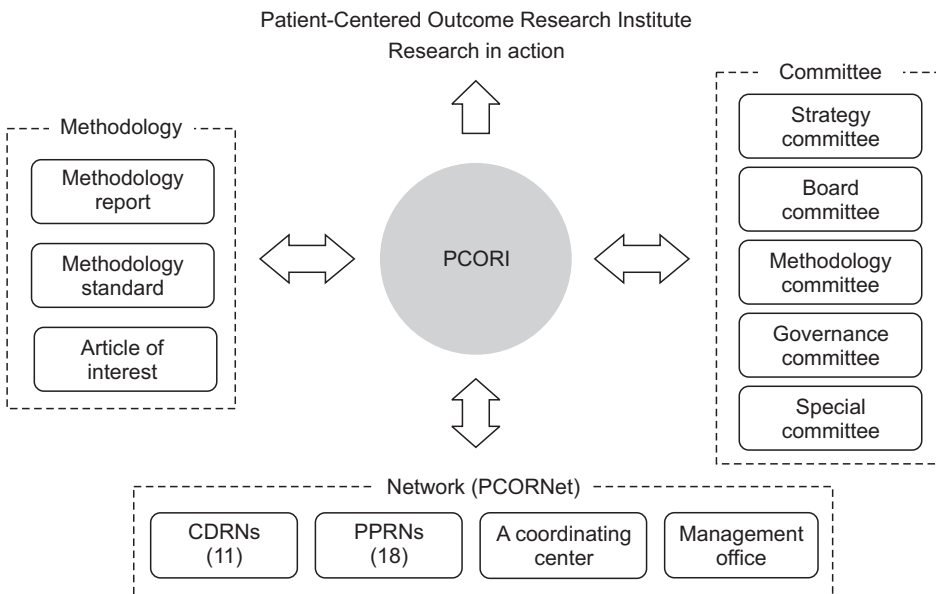 Patient-Centered Outcome Research Institute
Research in action
Methodology
Methodology
report
Methodology
standard
Article of
interest
PCORI
Committee
Strategy
committee
Board
committee
Methodology
committee
Governance
committee
Special
committee
Network (PCORNet)
CDRNs
(11)
PPRNs
(18)
A coordinating
center
Management
office